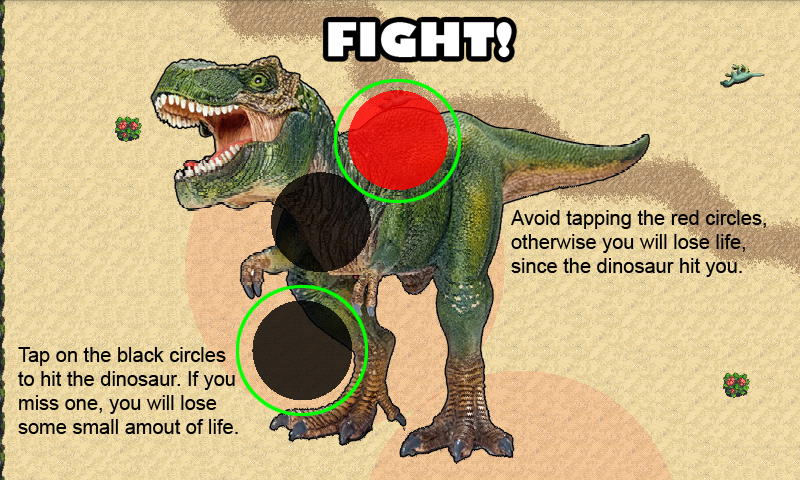 FIGHT!
Avoid tapping the red circles,
otherwise you will lose life,
since the dinosaur hit you.
Tap on the black circles
to hit the dinosaur. If you
miss one, you will lose
some small amout of life.